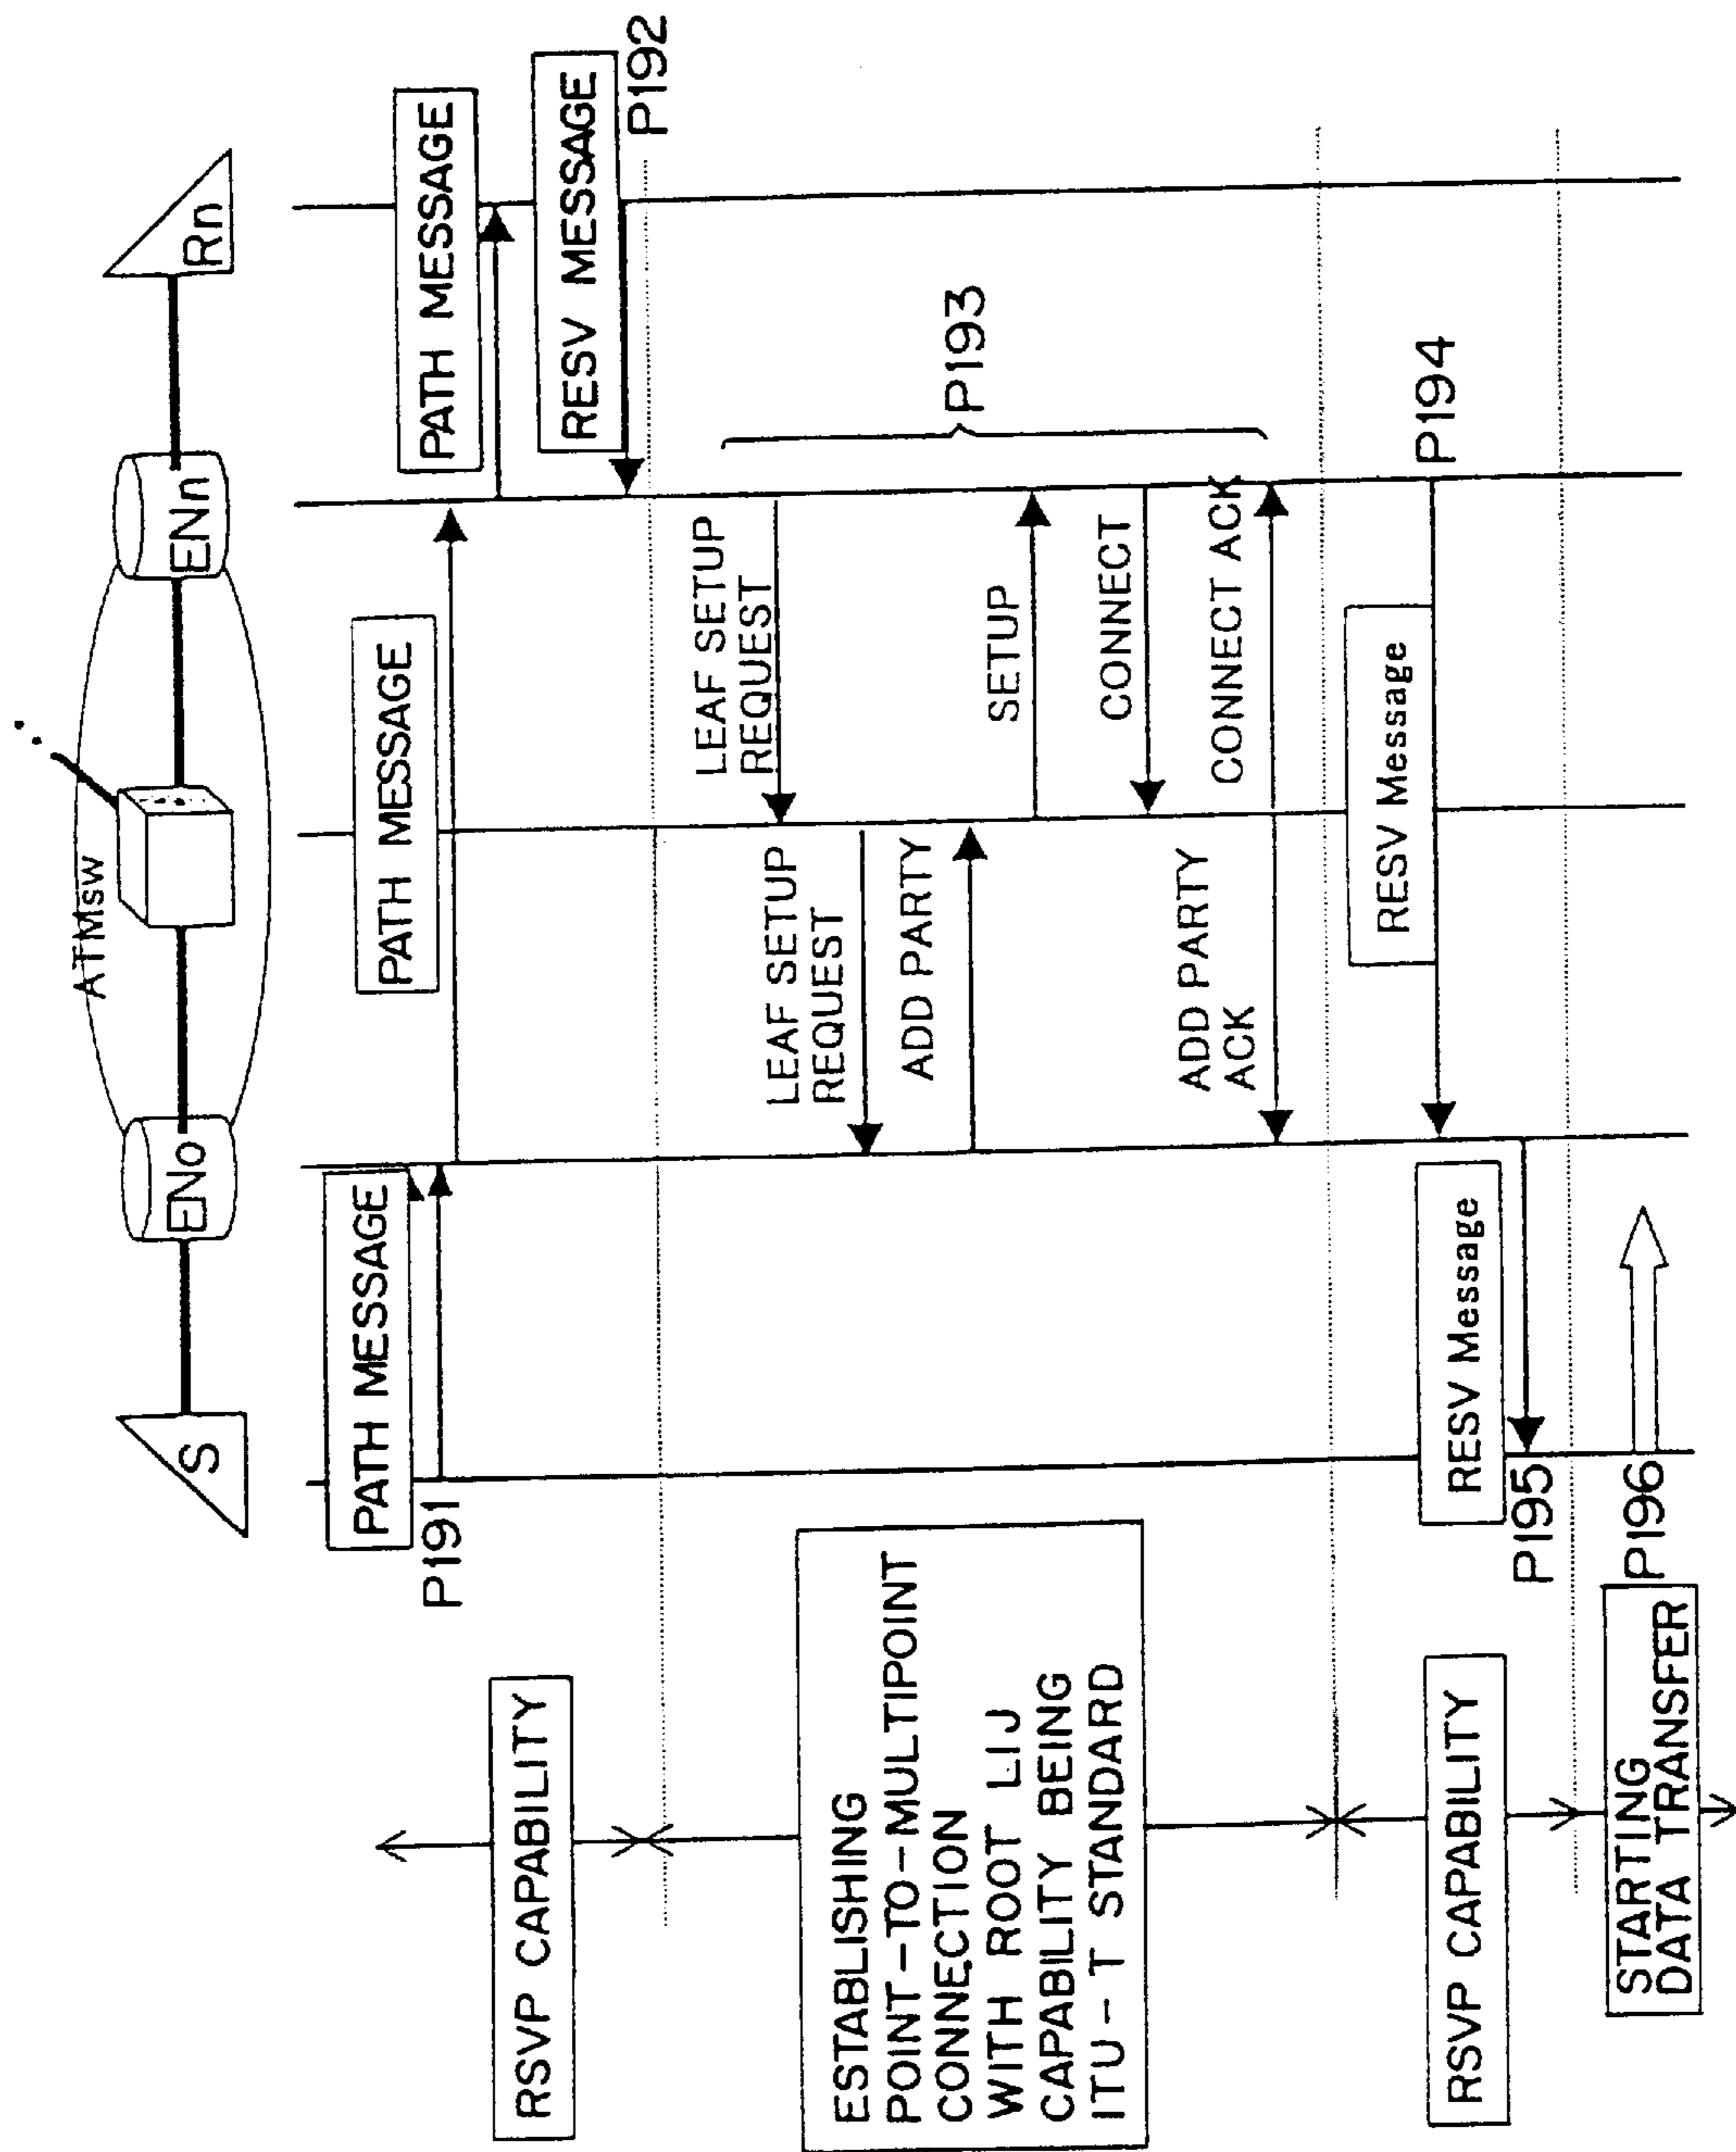 S
ENo
ATMsw
ENn
Rn
PATH MESSAGE
P191
PATH MESSAGE
PATH MESSAGE
RESV MESSAGE
P192
RSVP CAPABILITY
ESTABLISHING
POINT-TO-MULTIPOINT
CONNECTION
WITH ROOT LIJ
CAPABILITY BEING
ITU-T STANDARD
LEAF SETUP
REQUEST
LEAF SETUP
REQUEST
ADD PARTY
SETUP
CONNECT
CONNECT ACK
ADD PARTY
ACK
P193
RSVP CAPABILITY
RESV Message
P194
RESV Message
P195
STARTING
DATA TRANSFER
P196